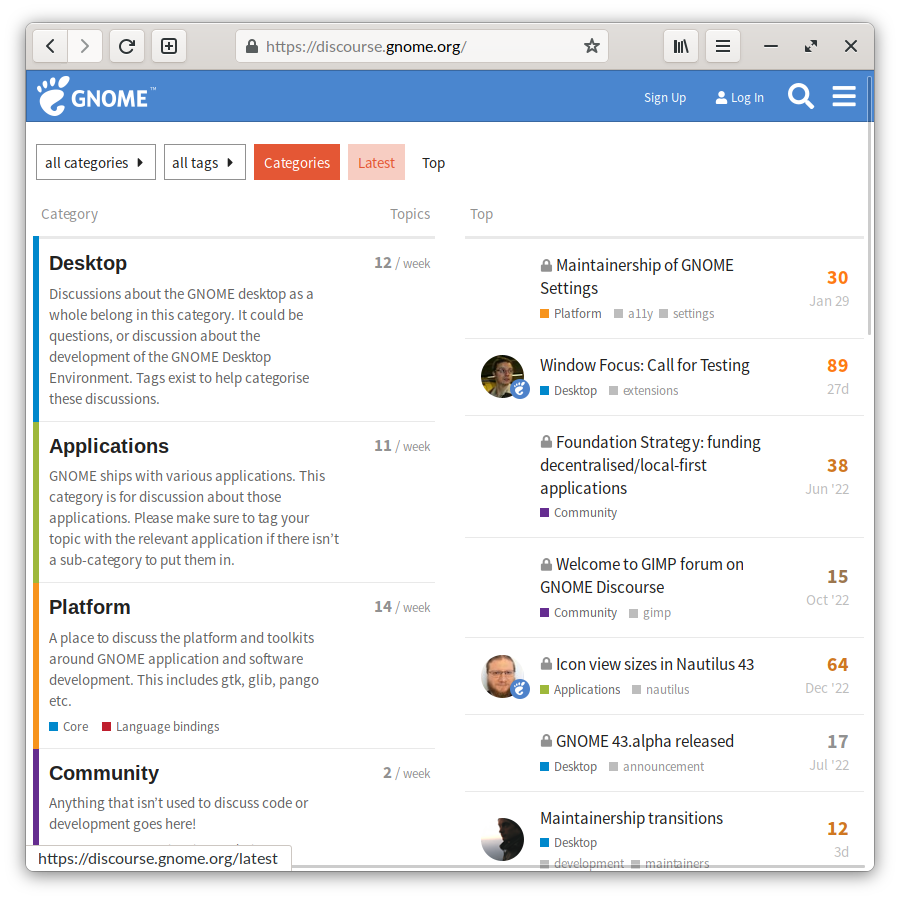 https://discourse.gnome.org/
GNOME™
Sign Up
Log In
all categories
all tags
Categories
Latest
Top
Category
Topics
Desktop
12 / week
Discussions about the GNOME desktop as a
whole belong in this category. It could be
questions, or discussion about the
development of the GNOME Desktop
Environment. Tags exist to help categorise
these discussions.
Applications
11 / week
GNOME ships with various applications. This
category is for discussion about those
applications. Please make sure to tag your
topic with the relevant application if there isn’t
a sub-category to put them in.
Platform
14 / week
A place to discuss the platform and toolkits
around GNOME application and software
development. This includes gtk, glib, pango
etc.
Core
Language bindings
Community
2 / week
Anything that isn’t used to discuss code or
development goes here!
https://discourse.gnome.org/latest
Top
Maintainership of GNOME
Settings
Platform
a11y
settings
30
Jan 29
Window Focus: Call for Testing
Desktop
extensions
89
27d
Foundation Strategy: funding
decentralised/local-first
applications
Community
38
Jun '22
Welcome to GIMP forum on
GNOME Discourse
Community
gimp
15
Oct '22
Icon view sizes in Nautilus 43
Applications
nautilus
64
Dec '22
GNOME 43.alpha released
Desktop
announcement
17
Jul '22
Maintainership transitions
Desktop
development
maintainers
12
3d